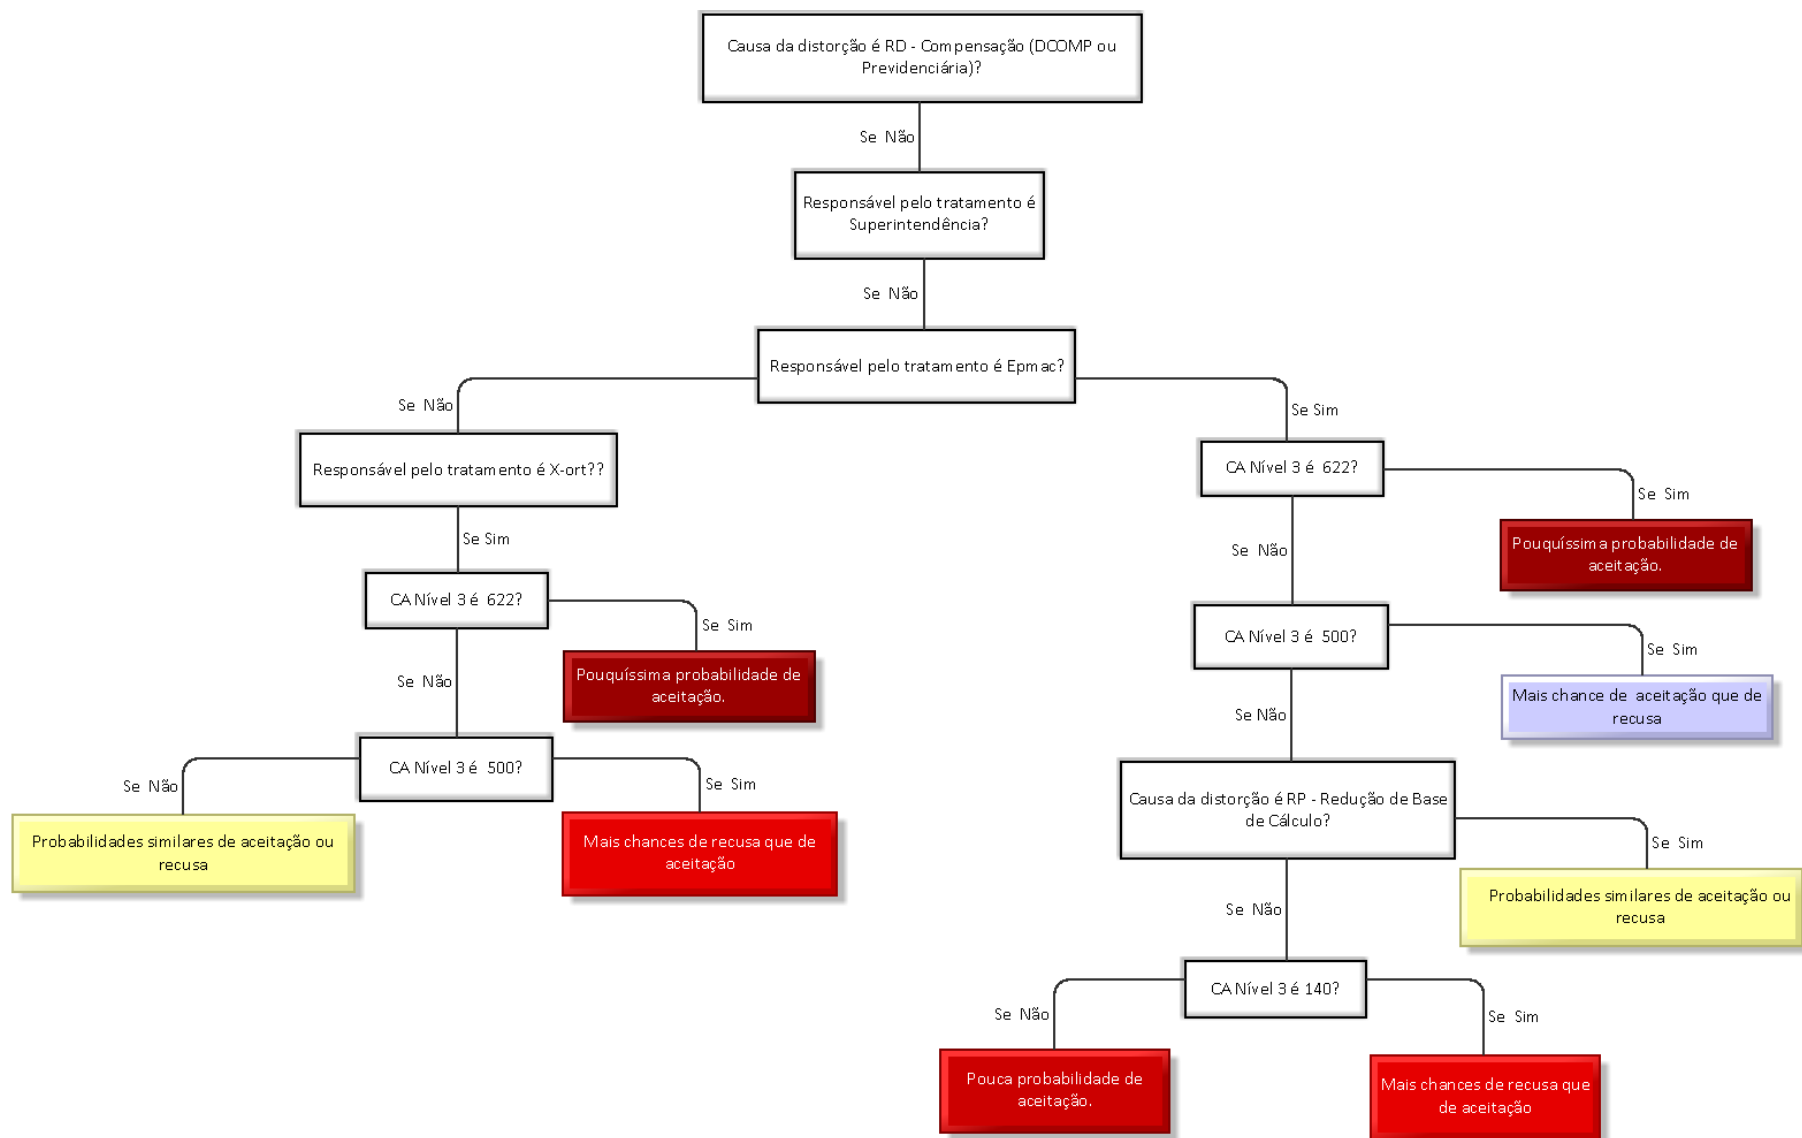 Causa da distorção é RD - Compensação (DCOMP ou
Previdenciária)?
Se Não
Responsável pelo tratamento é
Superintendência?
Se Não
Responsável pelo tratamento é Epmac?
Se Não
Se Sim
Responsável pelo tratamento é X-ort??
CA Nível 3 é 622?
Se Sim
Pouquíssima probabilidade de
aceitação.
Se Sim
Se Não
CA Nível 3 é 622?
Se Sim
Pouquíssima probabilidade de
aceitação.
CA Nível 3 é 500?
Se Sim
Mais chance de aceitação que de
recusa
Se Não
Se Não
CA Nível 3 é 500?
Se Não
Se Sim
Probabilidades similares de aceitação ou
recusa
Mais chances de recusa que de
aceitação
Causa da distorção é RP - Redução de Base
de Cálculo?
Se Sim
Probabilidades similares de aceitação ou
recusa
Se Não
CA Nível 3 é 140?
Se Não
Se Sim
Pouca probabilidade de
aceitação.
Mais chances de recusa que
de aceitação